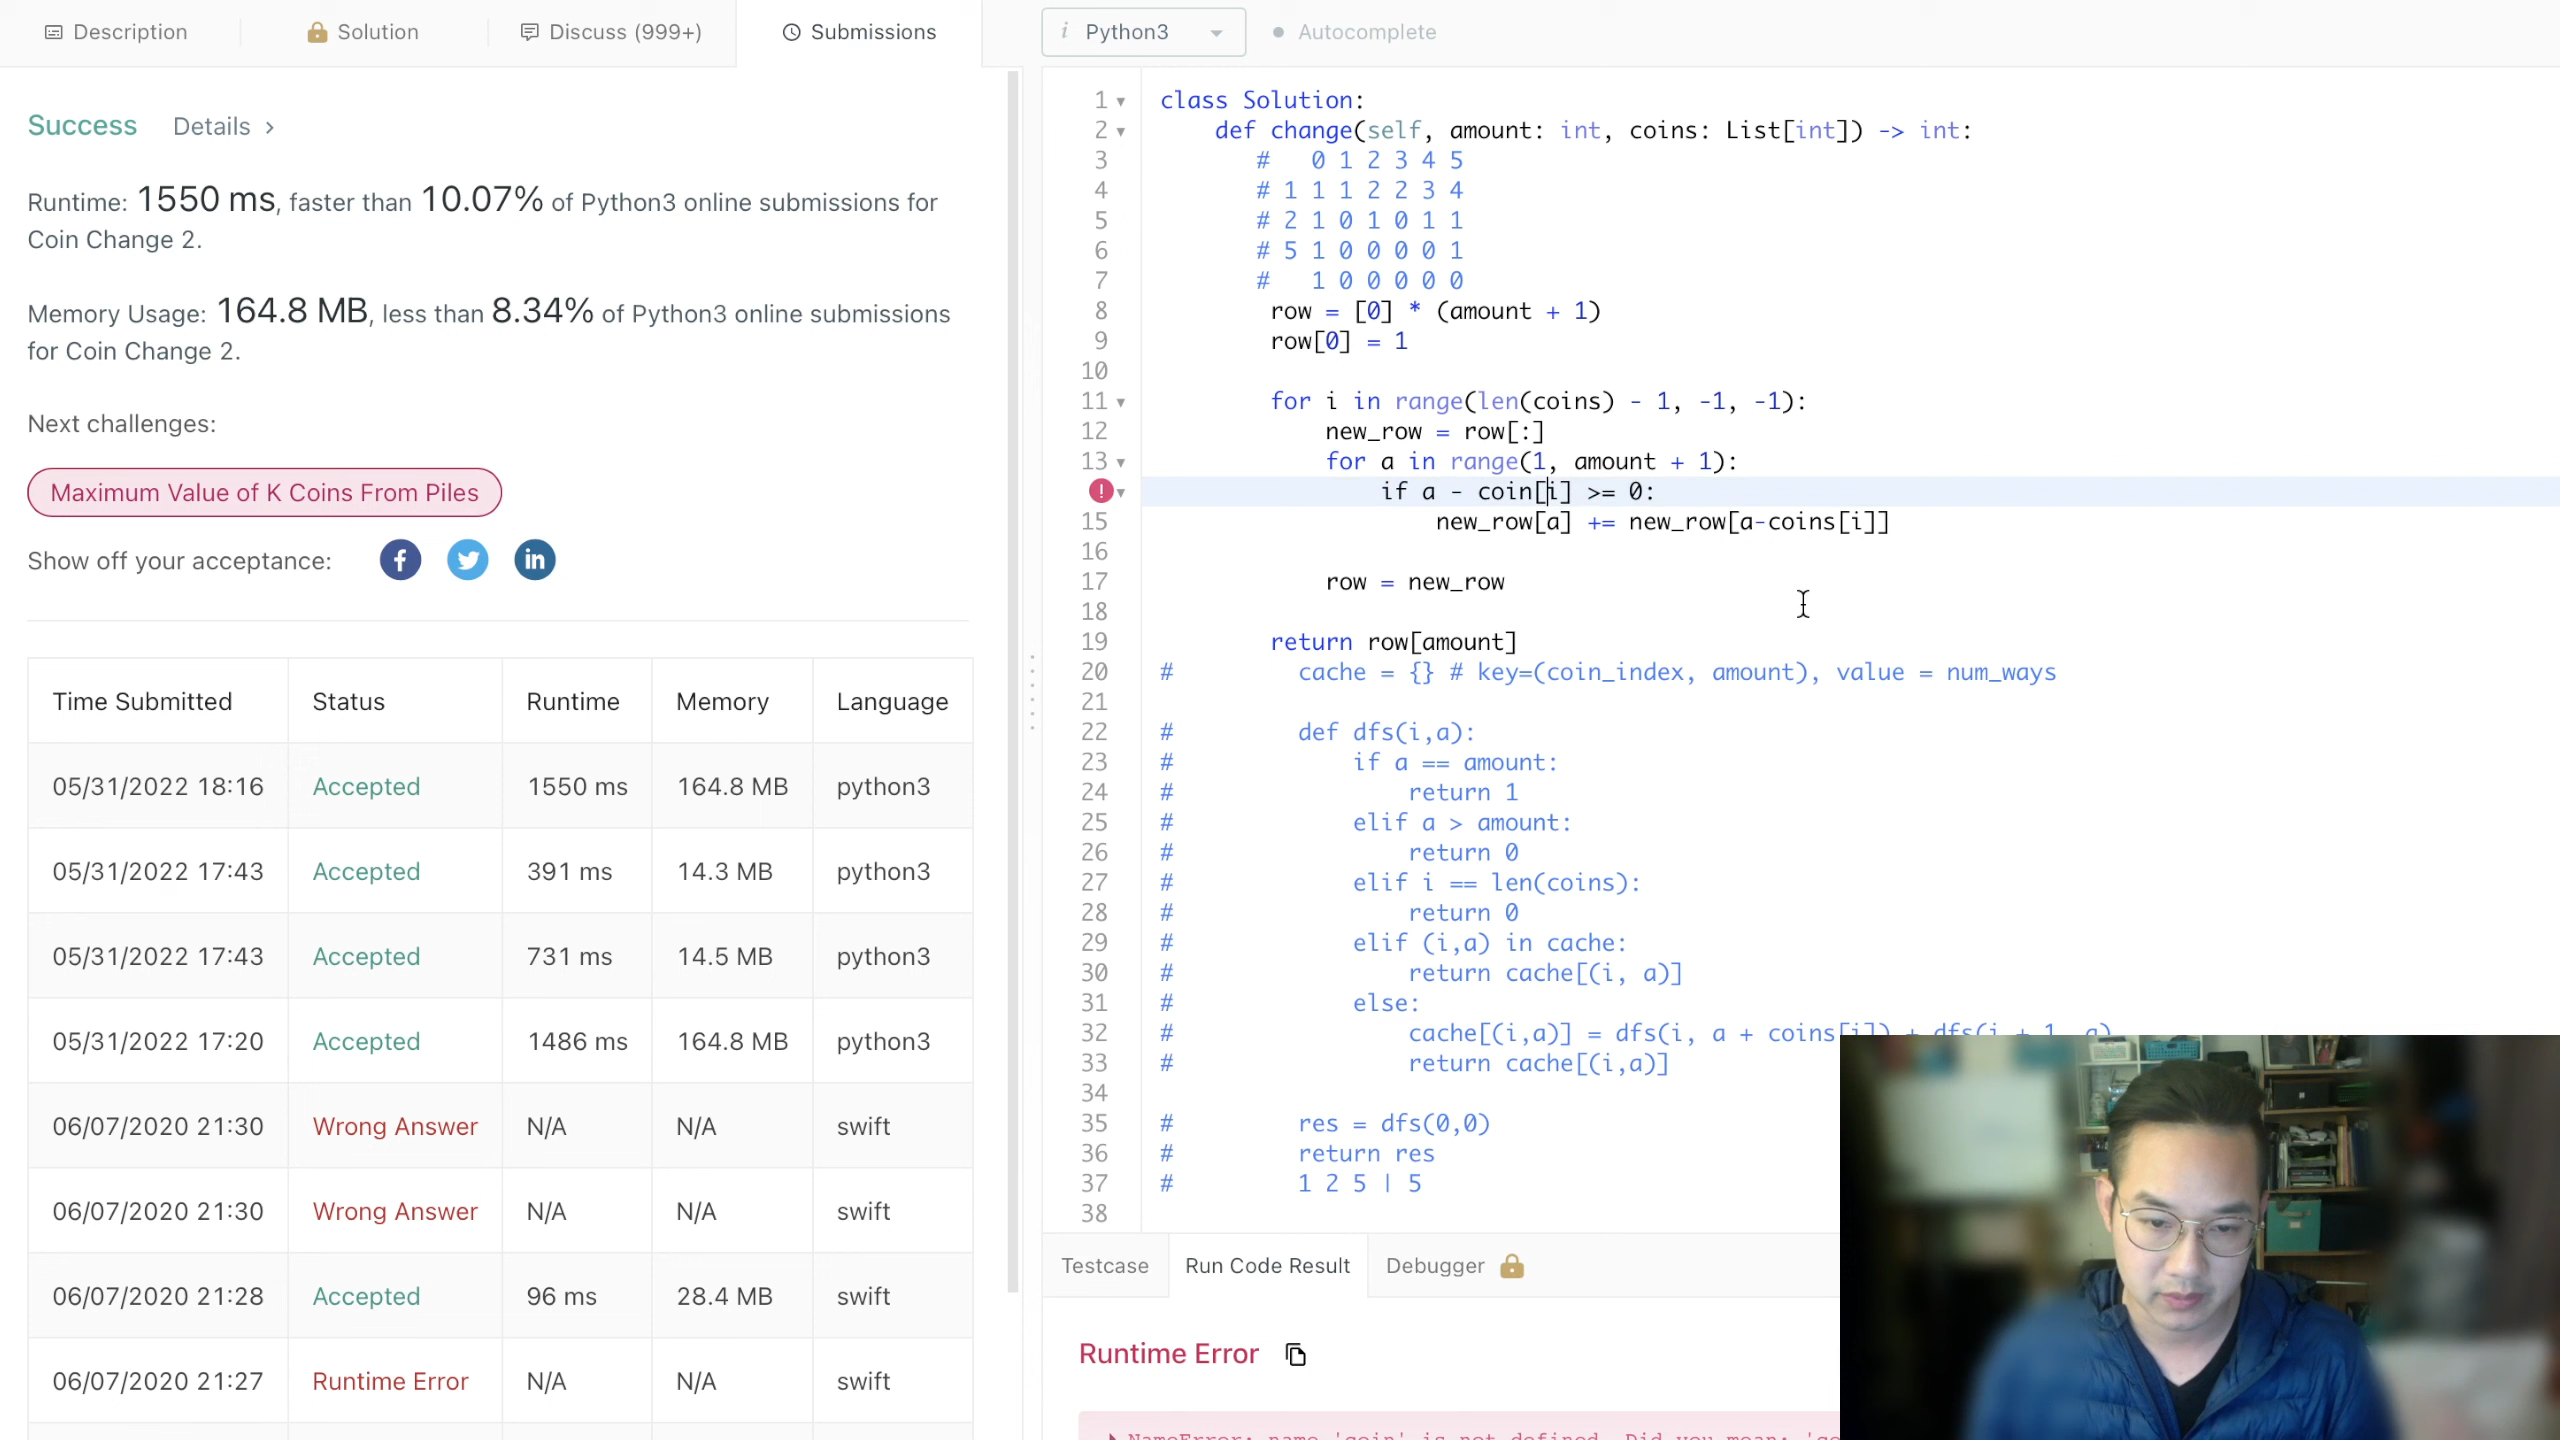 Description
Solution
Discuss (999+)
Submissions
i Python3
Autocomplete
Success Details >
Runtime: 1550 ms, faster than 10.07% of Python3 online submissions for
Coin Change 2.
Memory Usage: 164.8 MB, less than 8.34% of Python3 online submissions
for Coin Change 2.
Next challenges:
Maximum Value of K Coins From Piles
Show off your acceptance:
Time Submitted Status Runtime Memory Language
05/31/2022 18:16 Accepted 1550 ms 164.8 MB python3
05/31/2022 17:43 Accepted 391 ms 14.3 MB python3
05/31/2022 17:43 Accepted 731 ms 14.5 MB python3
05/31/2022 17:20 Accepted 1486 ms 164.8 MB python3
06/07/2020 21:30 Wrong Answer N/A N/A swift
06/07/2020 21:30 Wrong Answer N/A N/A swift
06/07/2020 21:28 Accepted 96 ms 28.4 MB swift
06/07/2020 21:27 Runtime Error N/A N/A swift
1 class Solution:
2 def change(self, amount: int, coins: List[int]) -> int:
3 # 0 1 2 3 4 5
4 # 1 1 1 2 2 3 4
5 # 2 1 0 1 0 1 1
6 # 5 1 0 0 0 0 1
7 # 1 0 0 0 0 0
8 row = [0] * (amount + 1)
9 row[0] = 1
10
11 for i in range(len(coins) - 1, -1, -1):
12 new_row = row[:]
13 for a in range(1, amount + 1):
! if a - coin[i] >= 0:
15 new_row[a] += new_row[a-coins[i]]
16
17 row = new_row
18
19 return row[amount]
20 # cache = {} # key=(coin_index, amount), value = num_ways
21
22 # def dfs(i,a):
23 # if a == amount:
24 # return 1
25 # elif a > amount:
26 # return 0
27 # elif i == len(coins):
28 # return 0
29 # elif (i,a) in cache:
30 # return cache[(i, a)]
31 # else:
32 # cache[(i,a)] = dfs(i, a + coins[i]) + dfs(i + 1, a)
33 # return cache[(i,a)]
34
35 # res = dfs(0,0)
36 # return res
37 # 1 2 5 | 5
38
Testcase
Run Code Result
Debugger
Runtime Error
NameError: name 'coin' is not defined. Did you mean: